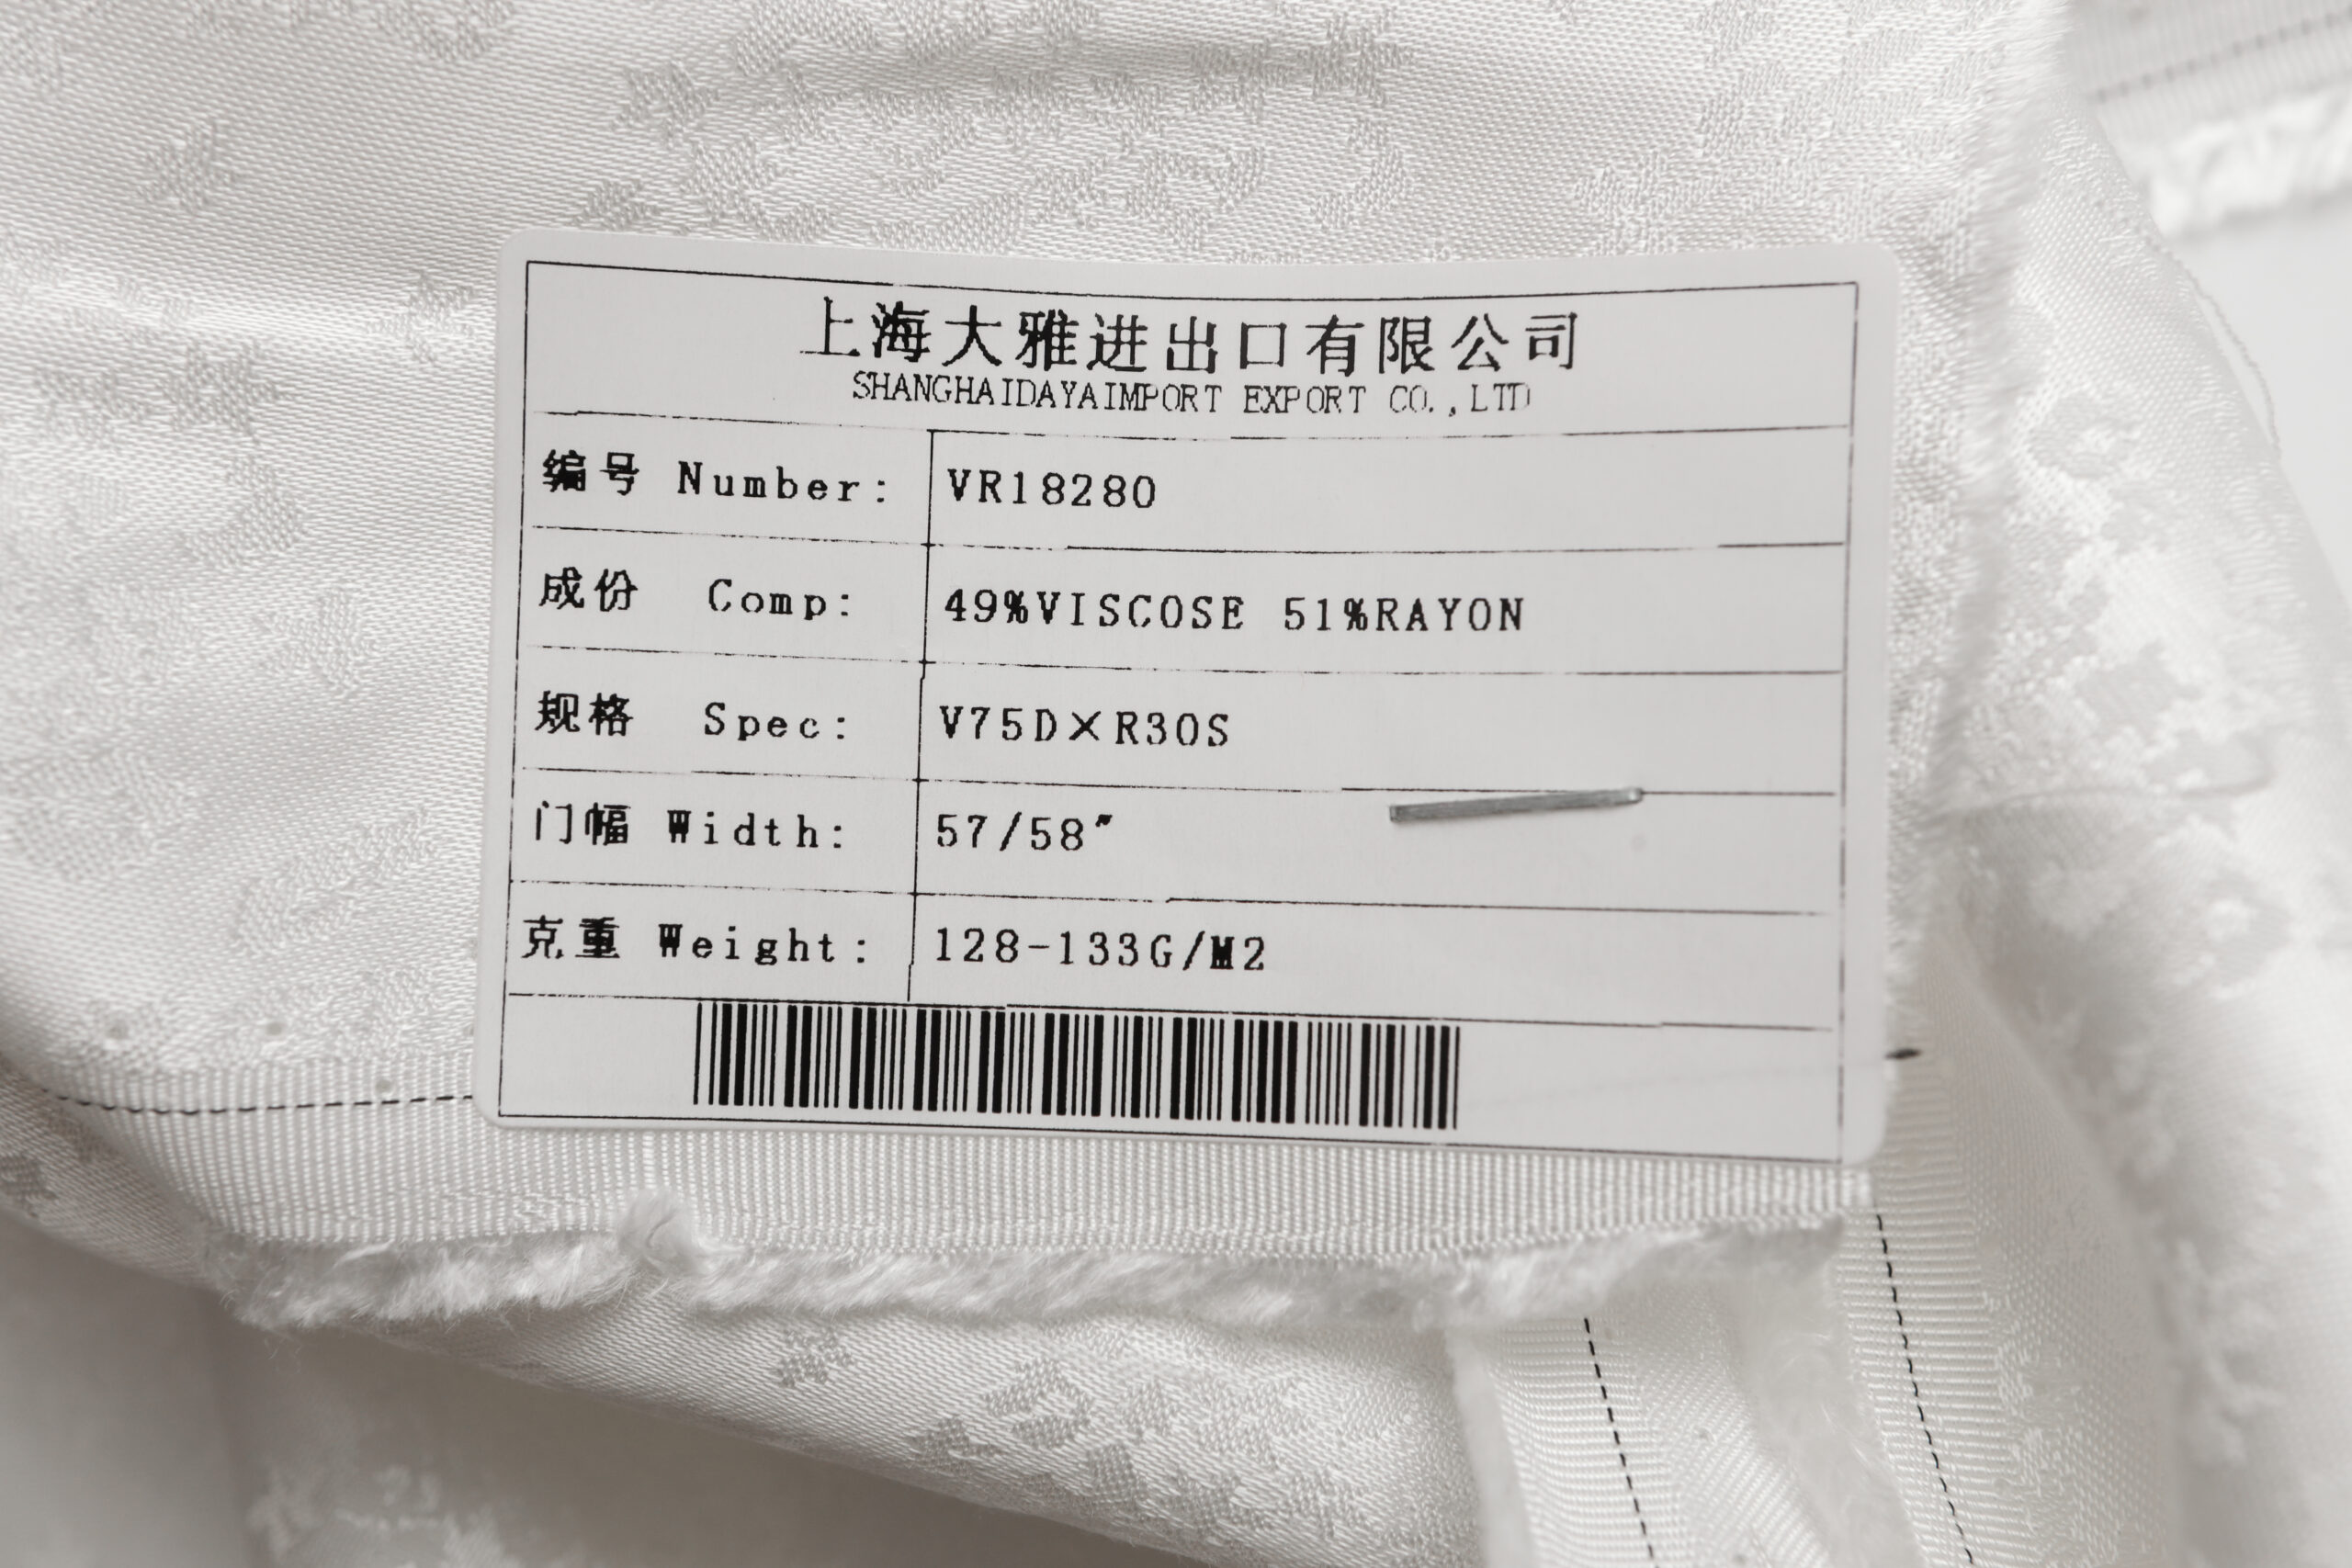 上海大雅进出口有限公司
SHANGHAIDAYAIMPORT EXPORT CO.,LTD
编号 Number: VR18280
成份 Comp: 49%VISCOSE 51%RAYON
规格 Spec: V75D×R30S
门幅 Width: 57/58"
克重 Weight: 128-133G/M2